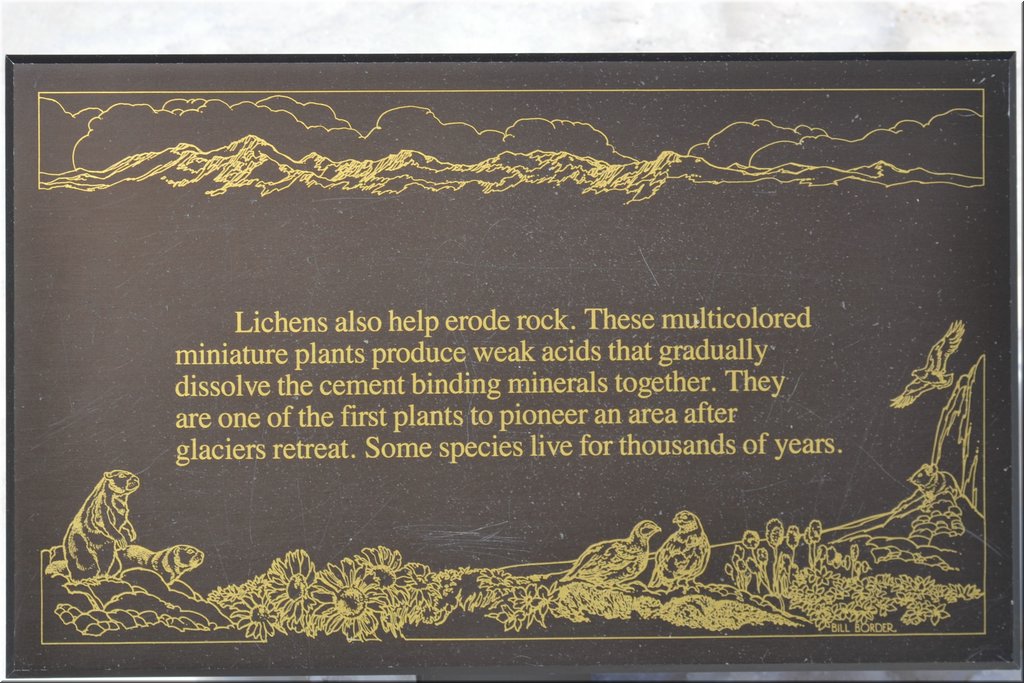 Lichens also help erode rock. These multicolored
miniature plants produce weak acids that gradually
dissolve the cement binding minerals together. They
are one of the first plants to pioneer an area after
glaciers retreat. Some species live for thousands of years.
BILL BORDER